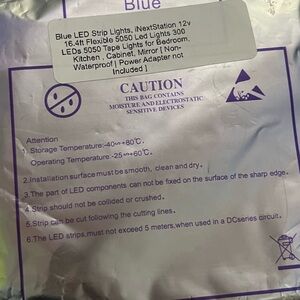 Blue
Blue LED Strip Lights, iNextStation 12v
16.4ft Flexible 5050 Led Lights 300
LEDs 5050 Tape Lights for Bedroom,
Kitchen , Cabinet, Mirror [ Non-
Waterproof [ Power Adapter not
Included ]
CAUTION
THIS BAG CONTAINS
MOISTURE AND ELECTROSTATIC
SENSITIVE DEVICES
Attention
1. Storage Temperature:-40~+80°C.
Operating Temperature:-25~+60°C.
2.Installation surface must be smooth, clean and dry.
3.The part of LED components can not be fixed on the surface of the sharp edge.
4.Strip should not be collided or crushed.
5.Strip can be cut following the cutting lines.
6.The LED strips must not exceed 5 meters,when used in a DCseries circuit.